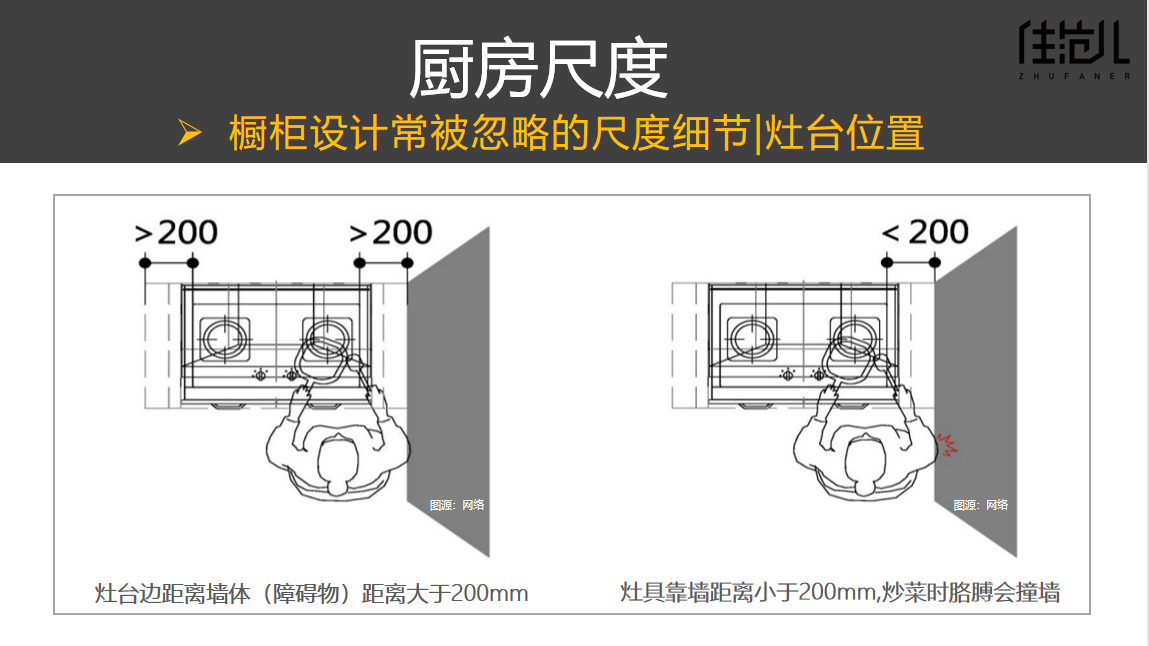 厨房尺度
ZHUFANER
橱柜设计常被忽略的尺度细节|灶台位置
>200
>200
< 200
图源：网络
图源：网络
灶台边距离墙体（障碍物）距离大于200mm
灶具靠墙距离小于200mm,炒菜时胳膊会撞墙